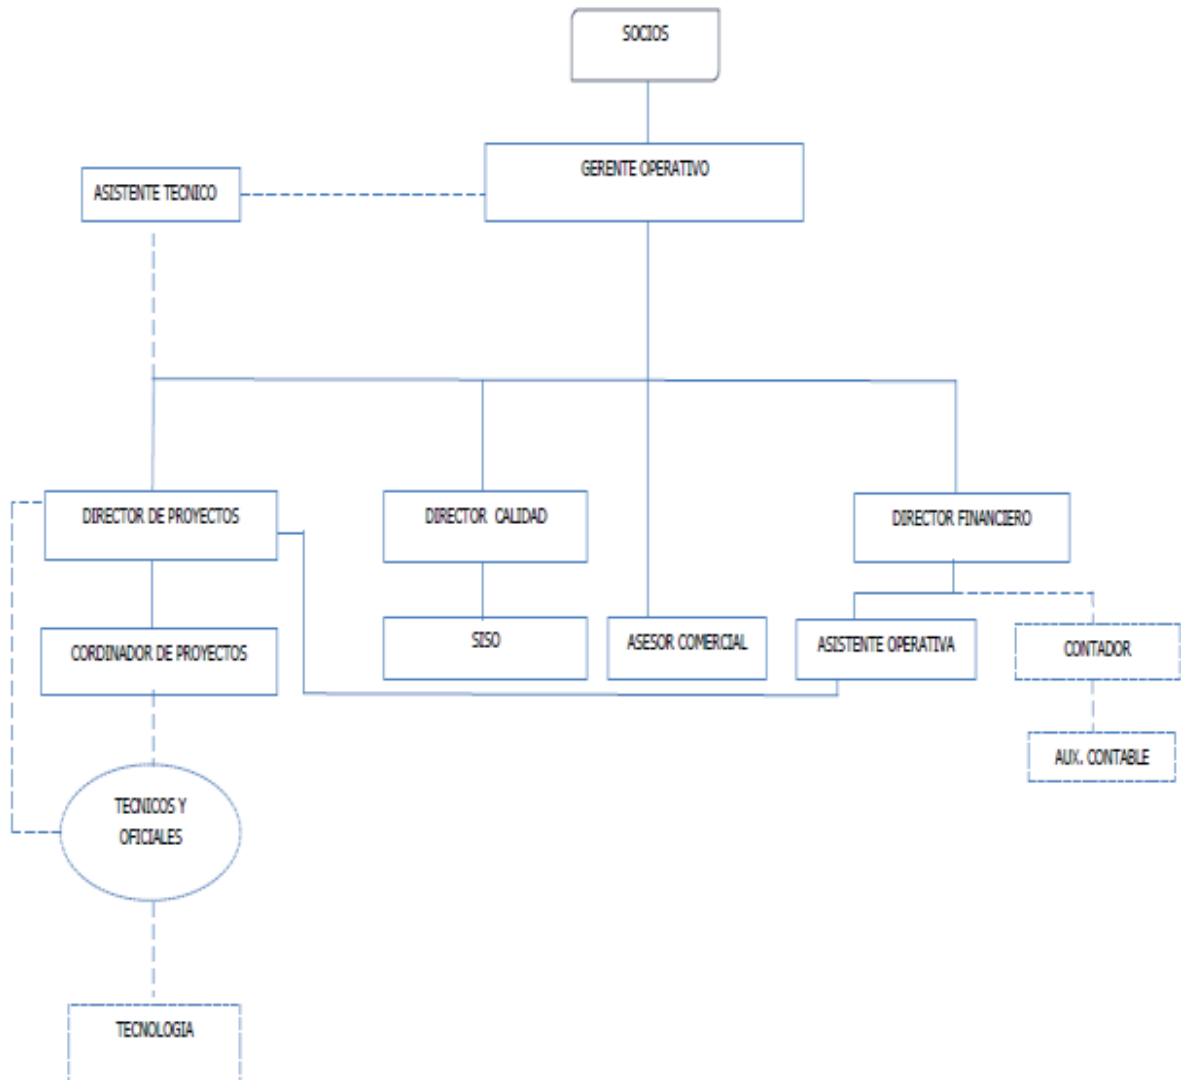 SOCIOS
GERENTE OPERATIVO
ASISTENTE TECNICO
DIRECTOR DE PROYECTOS
DIRECTOR CALIDAD
DIRECTOR FINANCIERO
CORDINADOR DE PROYECTOS
SISO
ASESOR COMERCIAL
ASISTENTE OPERATIVA
CONTADOR
AUX. CONTABLE
TECNICOS Y
OFICIALES
TECNOLOGIA